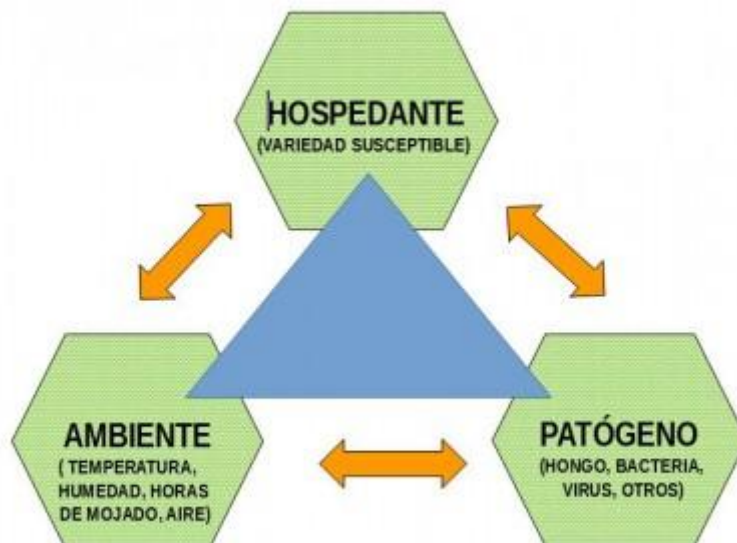 HOSPEDANTE
(VARIEDAD SUSCEPTIBLE)
AMBIENTE
( TEMPERATURA,
HUMEDAD, HORAS
DE MOJADO, AIRE)
PATÓGENO
(HONGO, BACTERIA,
VIRUS, OTROS)